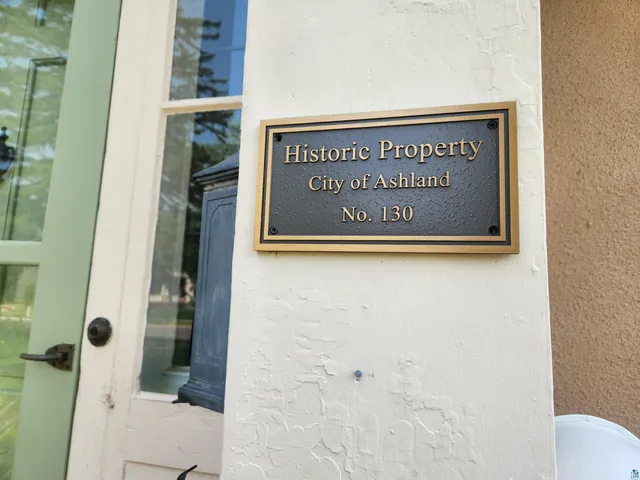 Historic Property
City of Ashland
No. 130